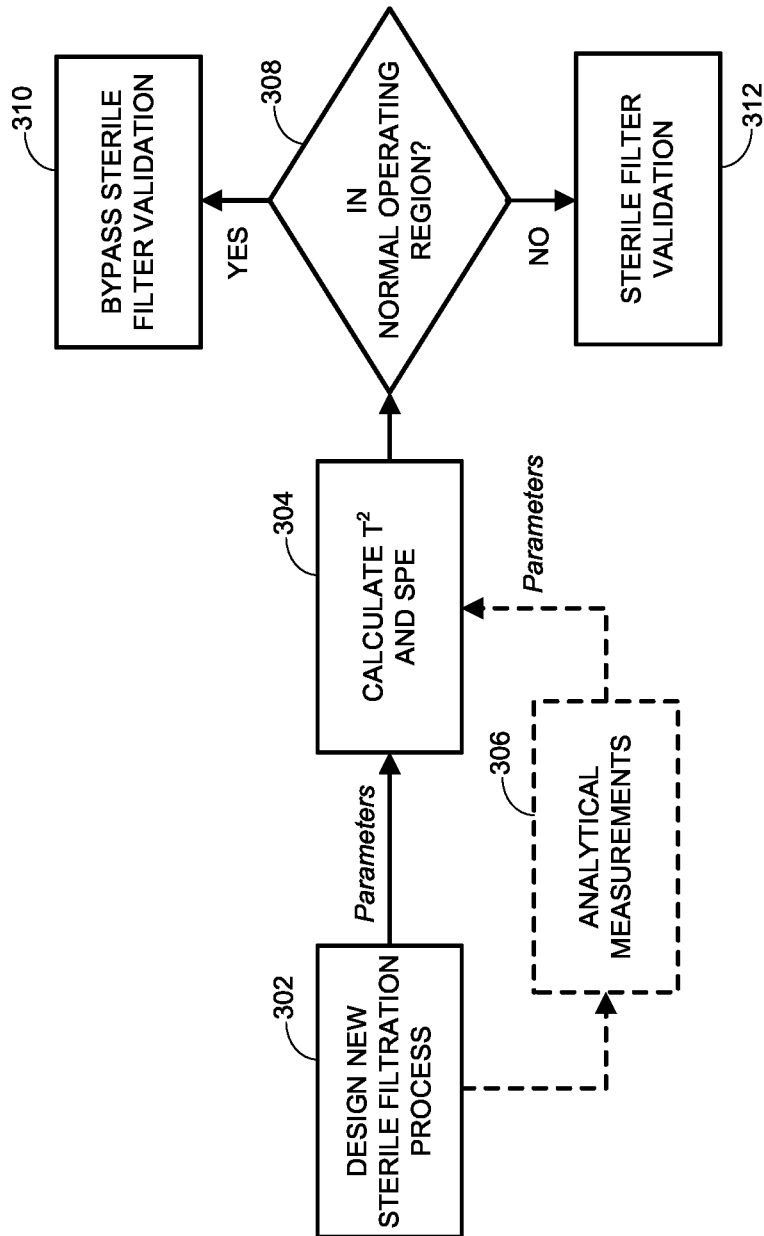 302
DESIGN NEW
STERILE FILTRATION
PROCESS
Parameters
306
ANALYTICAL
MEASUREMENTS
Parameters
304
CALCULATE T²
AND SPE
308
IN
NORMAL OPERATING
REGION?
YES
310
BYPASS STERILE
FILTER VALIDATION
NO
312
STERILE FILTER
VALIDATION